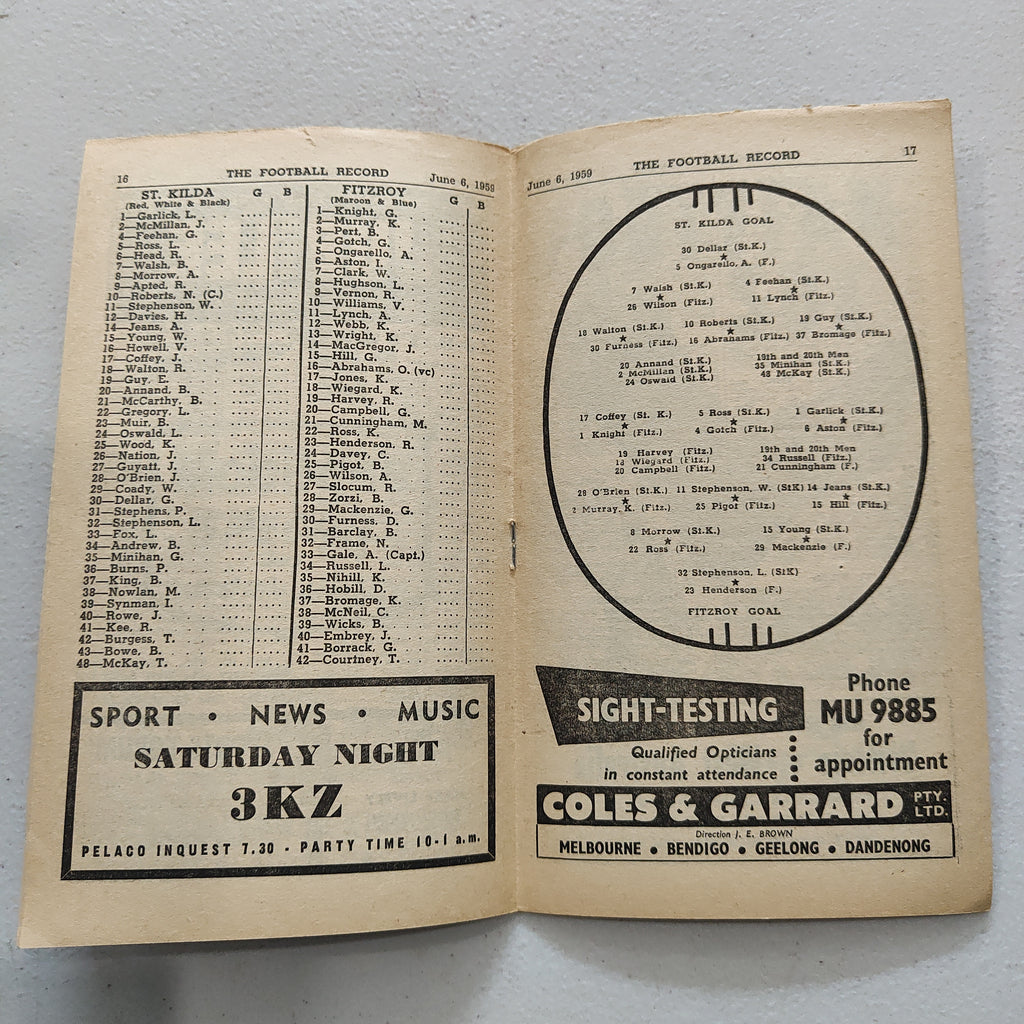 16 THE FOOTBALL RECORD June 6, 1959
ST. KILDA G B
(Red, White & Black)
1—Garlick, L.
2—McMillan, J.
4—Feehan, G.
5—Ross, L.
6—Head, R.
7—Walsh, B.
8—Morrow, A.
9—Apted, R.
10—Roberts, N. (C.)
11—Stephenson, W.
12—Davies, H.
14—Jeans, A.
15—Young, W.
16—Howell, V.
17—Coffey, J.
18—Walton, R.
19—Guy, E.
20—Annand, B.
21—McCarthy, B.
22—Gregory, L.
23—Muir, B.
24—Oswald, L.
25—Wood, K.
26—Nation, J.
27—Guyatt, J.
28—O'Brien, J.
29—Coady, W.
30—Dellar, G.
31—Stephens, P.
32—Stephenson, L.
33—Fox, L.
34—Andrew, B.
35—Minihan, G.
36—Burns, P.
37—King, B.
38—Nowlan, M.
39—Synman, I.
40—Rowe, J.
41—Kee, R.
42—Burgess, T.
43—Bowe, B.
48—McKay, T.
FITZROY G B
(Maroon & Blue)
1—Knight, G.
2—Murray, K.
3—Pert, B.
4—Gotch, G.
5—Ongarello, A.
6—Aston, I.
7—Clark, W.
8—Hughson, L.
9—Vernon, R.
10—Williams, V.
11—Lynch, A.
12—Webb, K.
13—Wright, K.
14—MacGregor, J.
15—Hill, G.
16—Abrahams, O. (vc)
17—Jones, K.
18—Wiegard, K.
19—Harvey, R.
20—Campbell, G.
21—Cunningham, M.
22—Ross, K.
23—Henderson, R.
24—Davey, C.
25—Pigot, B.
26—Wilson, A.
27—Slocum, R.
28—Zorzi, B.
29—Mackenzie, G.
30—Furness, D.
31—Barclay, B.
32—Frame, N.
33—Gale, A. (Capt.)
34—Russell, L.
35—Nihill, K.
36—Hobill, D.
37—Bromage, K.
38—McNeil, C.
39—Wicks, B.
40—Embrey, J.
41—Borrack, G.
42—Courtney, T.
SPORT • NEWS • MUSIC
SATURDAY NIGHT
3KZ
PELACO INQUEST 7.30 - PARTY TIME 10-1 a.m.
June 6, 1959 THE FOOTBALL RECORD 17
ST. KILDA GOAL
30 Dellar (St.K.)
5 Ongarello, A. (F.)
7 Walsh (St.K.) 4 Feehan (St.K.)
26 Wilson (Fitz.) 11 Lynch (Fitz.)
18 Walton (St.K.) 10 Roberts (St.K.) 19 Guy (St.K.)
30 Furness (Fitz.) 16 Abrahams (Fitz.) 37 Bromage (Fitz.)
20 Annand (St.K.) 19th and 20th Men
2 McMillan (St.K.) 35 Minihan (St.K.)
24 Oswald (St.K.) 48 McKay (St.K.)
17 Coffey (St. K.) 5 Ross (St.K.) 1 Garlick (St.K.)
1 Knight (Fitz.) 4 Gotch (Fitz.) 6 Aston (Fitz.)
19 Harvey (Fitz.) 19th and 20th Men
18 Wiegard (Fitz.) 34 Russell (Fitz.)
20 Campbell (Fitz.) 21 Cunningham (F.)
28 O'Brien (St.K.) 11 Stephenson, W. (StK) 14 Jeans (St.K.)
2 Murray, K. (Fitz.) 25 Pigot (Fitz.) 15 Hill (Fitz.)
8 Morrow (St.K.) 15 Young (St.K.)
22 Ross (Fitz.) 29 Mackenzie (F.)
32 Stephenson, L. (StK)
23 Henderson (F.)
FITZROY GOAL
SIGHT-TESTING
Qualified Opticians
in constant attendance
Phone
MU 9885
for
appointment
COLES & GARRARD PTY. LTD.
Direction J. E. BROWN
MELBOURNE • BENDIGO • GEELONG • DANDENONG